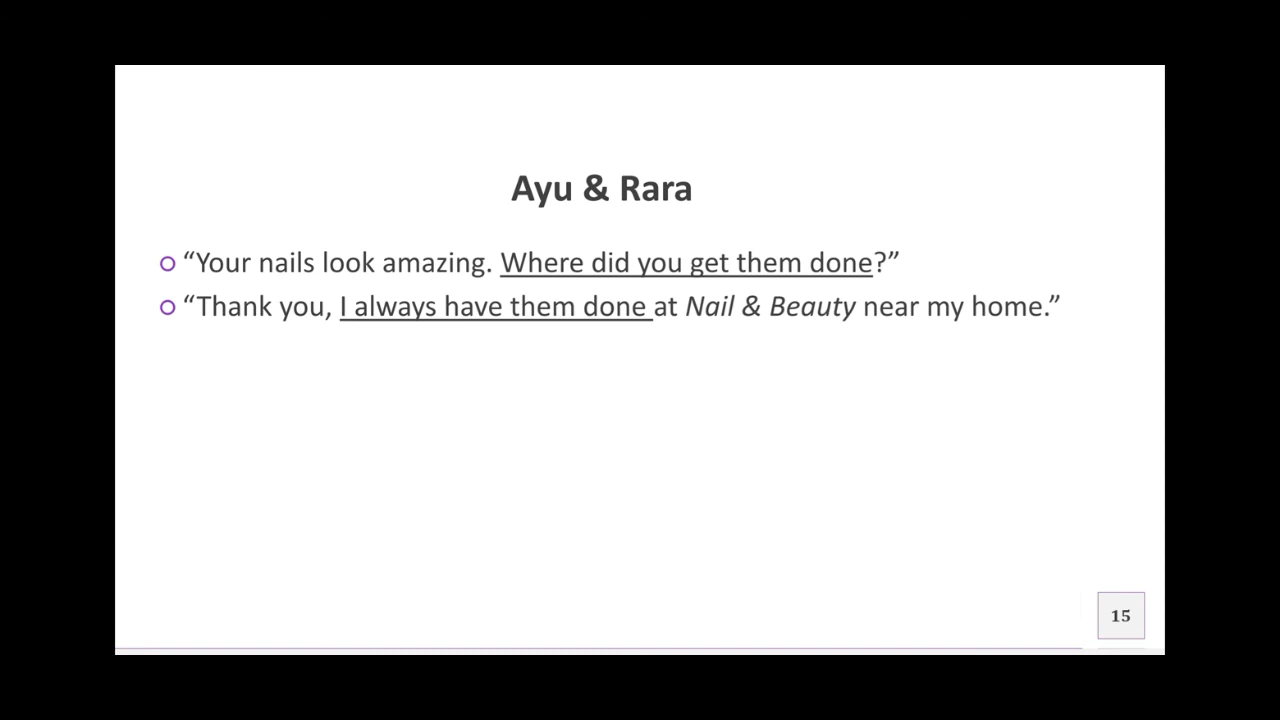 Ayu & Rara
“Your nails look amazing. Where did you get them done?”
“Thank you, I always have them done at Nail & Beauty near my home.”
15